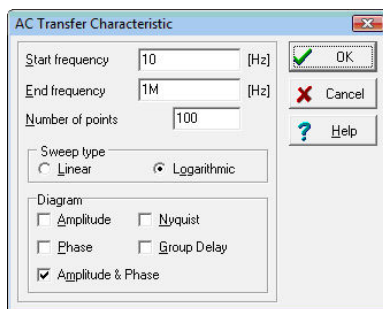 AC Transfer Characteristic
Start frequency 10 [Hz]
End frequency 1M [Hz]
Number of points 100
Sweep type
Linear Logarithmic
Diagram
Amplitude Nyquist
Phase Group Delay
Amplitude & Phase
OK
Cancel
Help